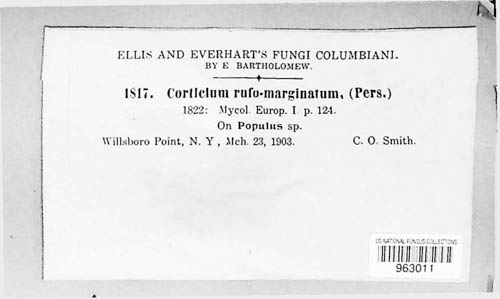 ELLIS AND EVERHART'S FUNGI COLUMBIANI.
BY E BARTHOLOMEW.
1817. Corticium rufo-marginatum, (Pers.)
1822: Mycol. Europ. I p. 124.
On Populus sp.
Willsboro Point, N. Y, Mch. 23, 1903. C. O. Smith.
US NATIONAL FUNGUS COLLECTIONS
963011